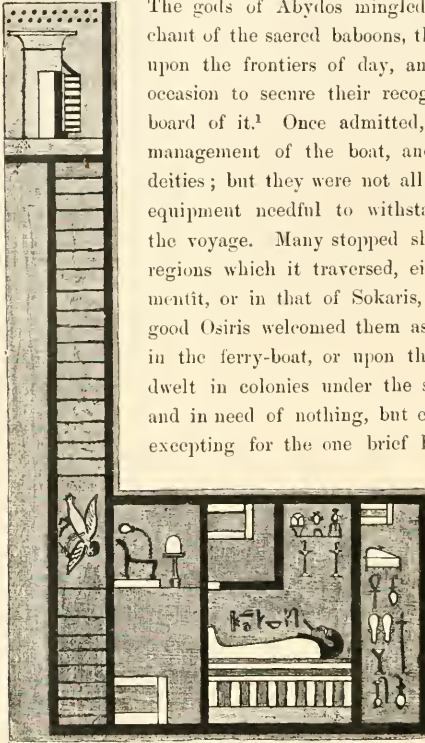 The gods of Abydos mingled
chant of the sacred baboons, th
upon the frontiers of day, an
occasion to secure their recog
board of it.¹ Once admitted,
management of the boat, and
deities; but they were not all
equipment needful to withsta
the voyage. Many stopped sh
regions which it traversed, ei
mentît, or in that of Sokaris,
good Osiris welcomed them as
in the ferry-boat, or upon th
dwelt in colonies under the s
and in need of nothing, but c
excepting for the one brief h